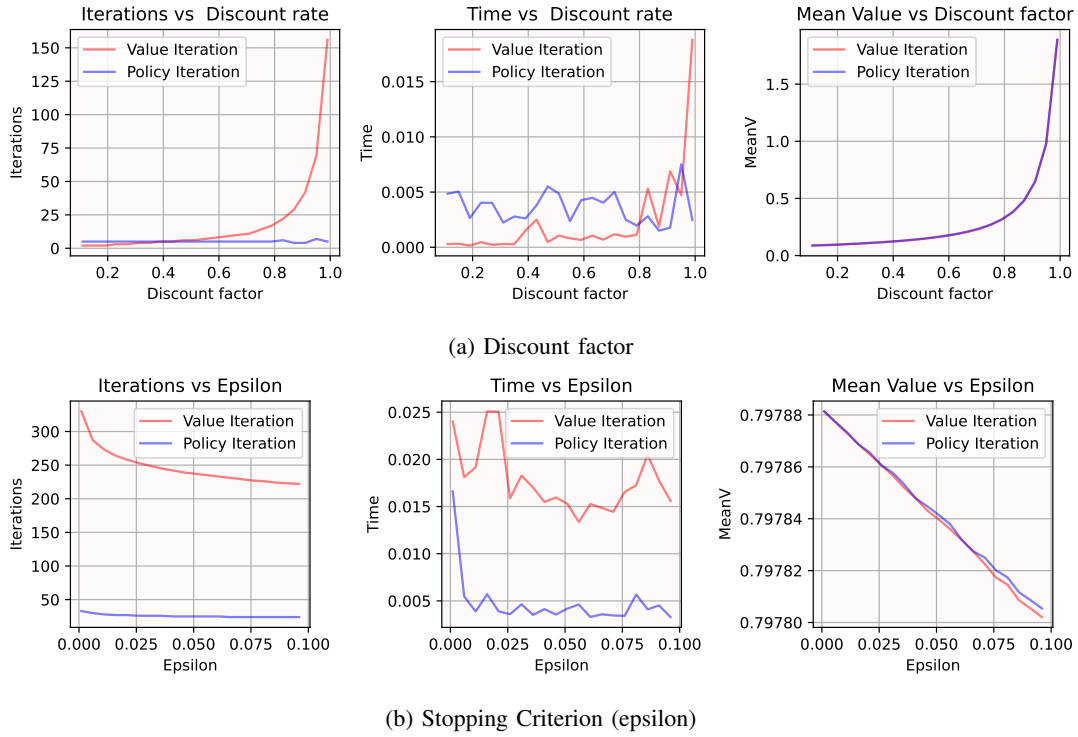 Iterations vs  Discount rate
Value Iteration
Policy Iteration
150
125
100
75
50
25
0
Iterations
0.2 0.4 0.6 0.8 1.0
Discount factor
Time vs  Discount rate
Value Iteration
Policy Iteration
0.015
0.010
0.005
0.000
Time
0.2 0.4 0.6 0.8 1.0
Discount factor
Mean Value vs Discount factor
Value Iteration
Policy Iteration
1.5
1.0
0.5
0.0
MeanV
0.2 0.4 0.6 0.8 1.0
Discount factor
(a) Discount factor
Iterations vs Epsilon
Value Iteration
Policy Iteration
300
250
200
150
100
50
Iterations
0.000 0.025 0.050 0.075 0.100
Epsilon
Time vs Epsilon
Value Iteration
Policy Iteration
0.025
0.020
0.015
0.010
0.005
Time
0.000 0.025 0.050 0.075 0.100
Epsilon
Mean Value vs Epsilon
Value Iteration
Policy Iteration
0.79788
0.79786
0.79784
0.79782
0.79780
MeanV
0.000 0.025 0.050 0.075 0.100
Epsilon
(b) Stopping Criterion (epsilon)